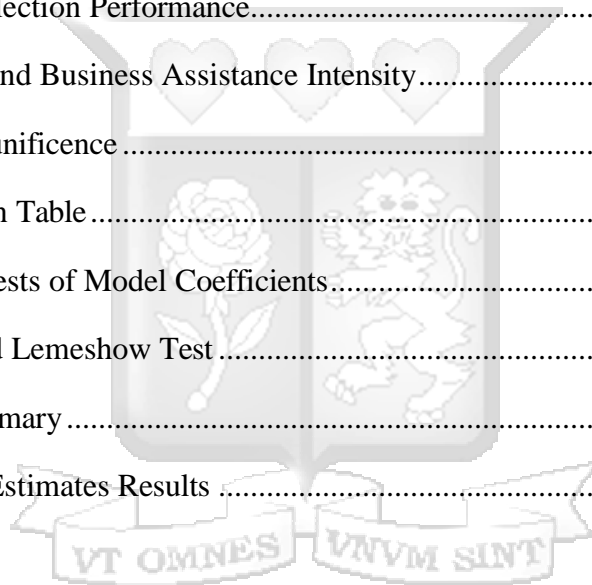 lection Performance
nd Business Assistance Intensity
unificence
n Table
ests of Model Coefficients
d Lemeshow Test
mary
Estimates Results
VT OMNES VNVM SINT